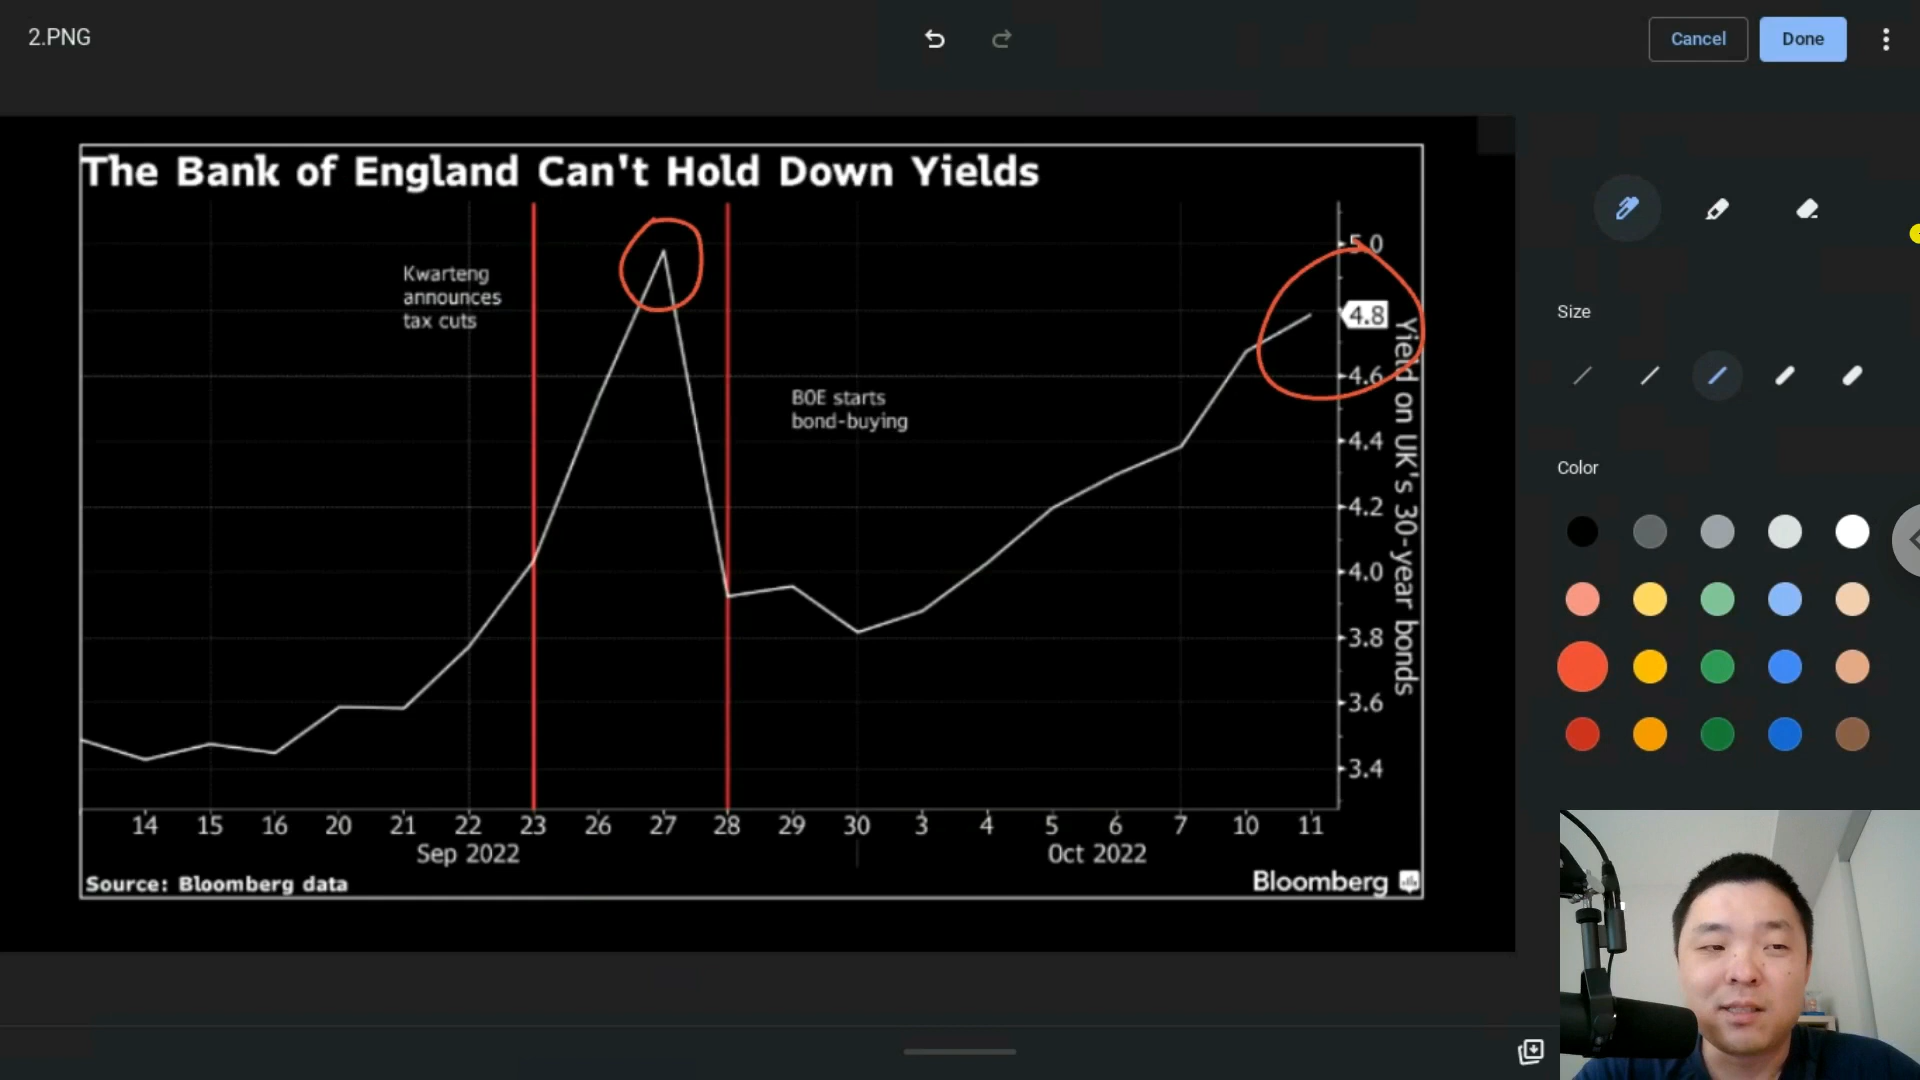 2.PNG
Cancel
Done
The Bank of England Can't Hold Down Yields
Kwarteng
announces
tax cuts
BOE starts
bond-buying
5.0
4.8
4.6
4.4
4.2
4.0
3.8
3.6
3.4
Yield on UK's 30-year bonds
14 15 16 20 21 22 23 26 27 28 29 30 3 4 5 6 7 10 11
Sep 2022 Oct 2022
Source: Bloomberg data
Bloomberg
Size
Color